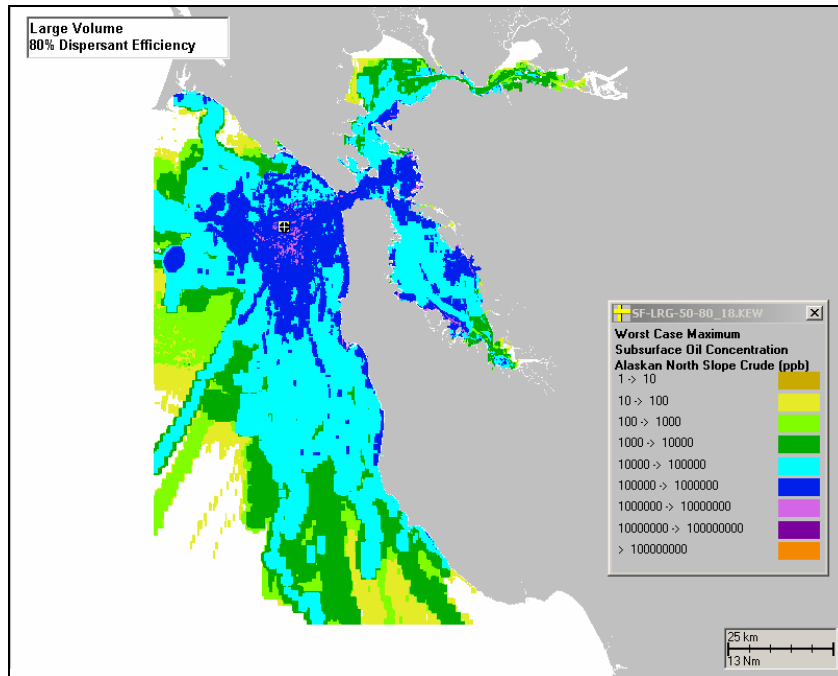 Large Volume
80% Dispersant Efficiency
SF-LRG-50-80_18.KEW
Worst Case Maximum
Subsurface Oil Concentration
Alaskan North Slope Crude (ppb)
1 -> 10
10 -> 100
100 -> 1000
1000 -> 10000
10000 -> 100000
100000 -> 1000000
1000000 -> 10000000
10000000 -> 100000000
> 100000000
25 km
13 Nm